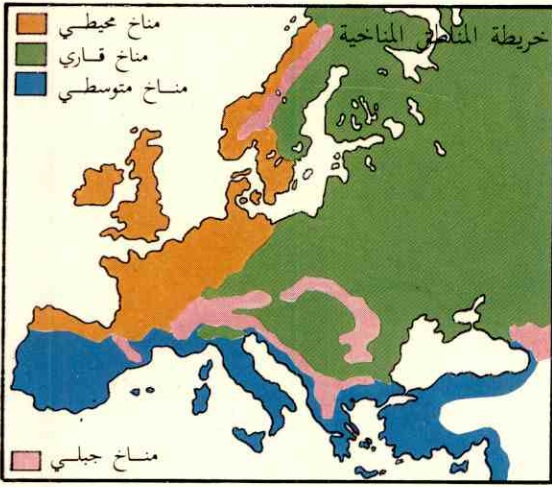 خريطة المناطق المناخية
مناخ محيطي
مناخ قاري
مناخ متوسطي
مناخ جبلي